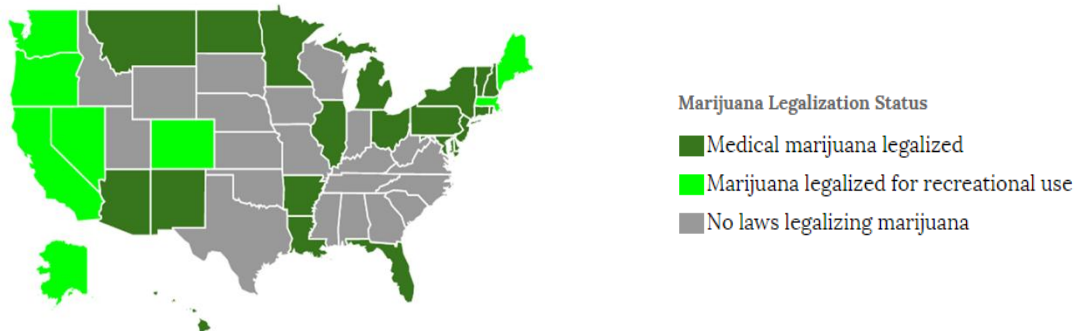 Marijuana Legalization Status
Medical marijuana legalized
Marijuana legalized for recreational use
No laws legalizing marijuana